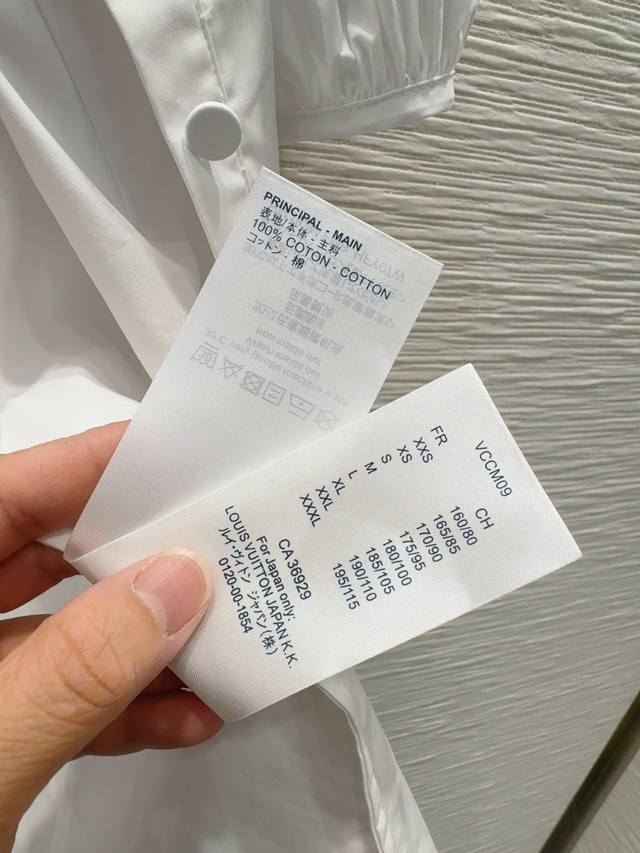 PRINCIPAL - MAIN
表地/本体 - 主料
100% COTON - COTTON
コットン - 棉
VCCM09
FR CH
XXS 160/80
XS 165/85
S 170/90
M 175/95
L 180/100
XL 185/105
XXL 190/110
XXXL 195/115
CA 36929
For Japan only:
LOUIS VUITTON JAPAN K.K.
ルイ・ヴィトン ジャパン(株)
0120-00-1854